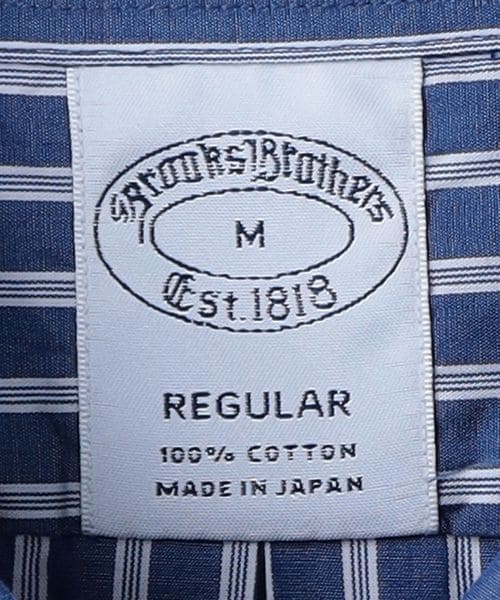 Brooks Brothers
M
Est. 1818
REGULAR
100% COTTON
MADE IN JAPAN